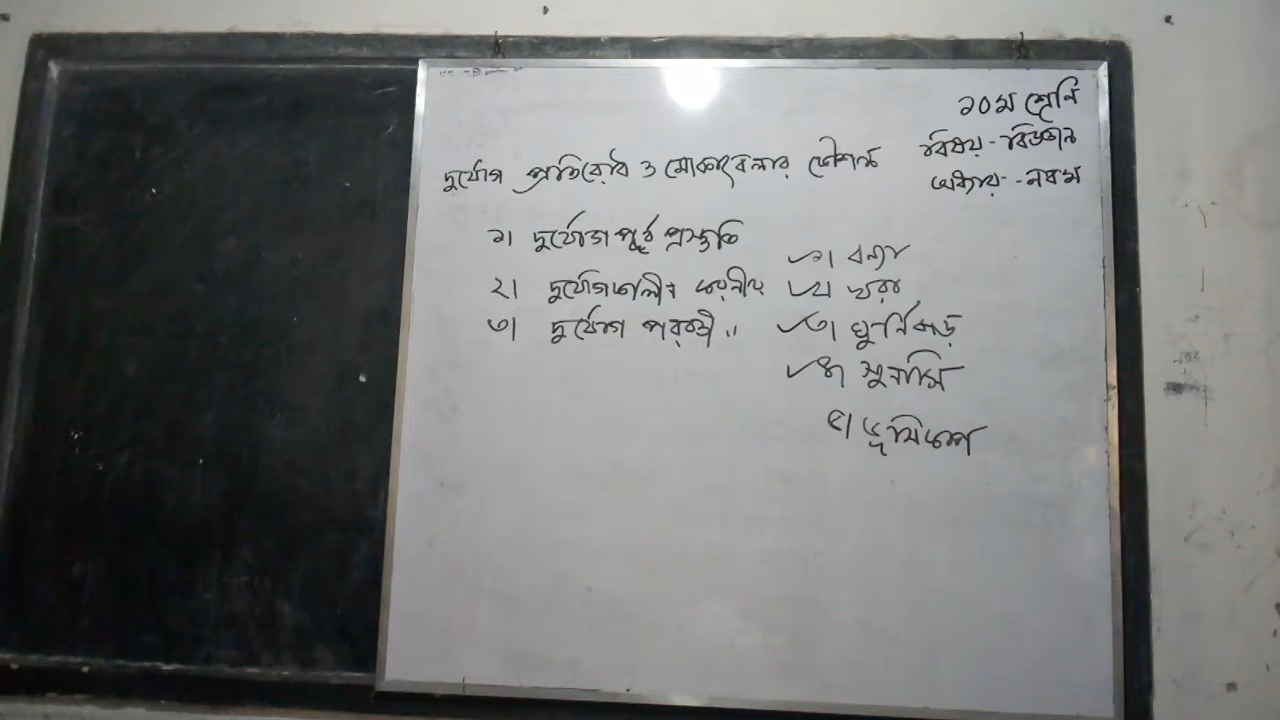 ১০ম শ্রেণি
বিষয় - বিজ্ঞান
অধ্যায় - নবম
দুর্যোগ প্রতিরোধ ও মোকাবেলার কৌশল
১। দুর্যোগ পূর্ব প্রস্তুতি
২। দুর্যোগকালীন করনীয়
৩। দুর্যোগ পরবর্তী ,,
১। বন্যা
২। খরা
৩। ঘুর্নিঝড়
৪। সুনামি
৫। ভূমিকম্প